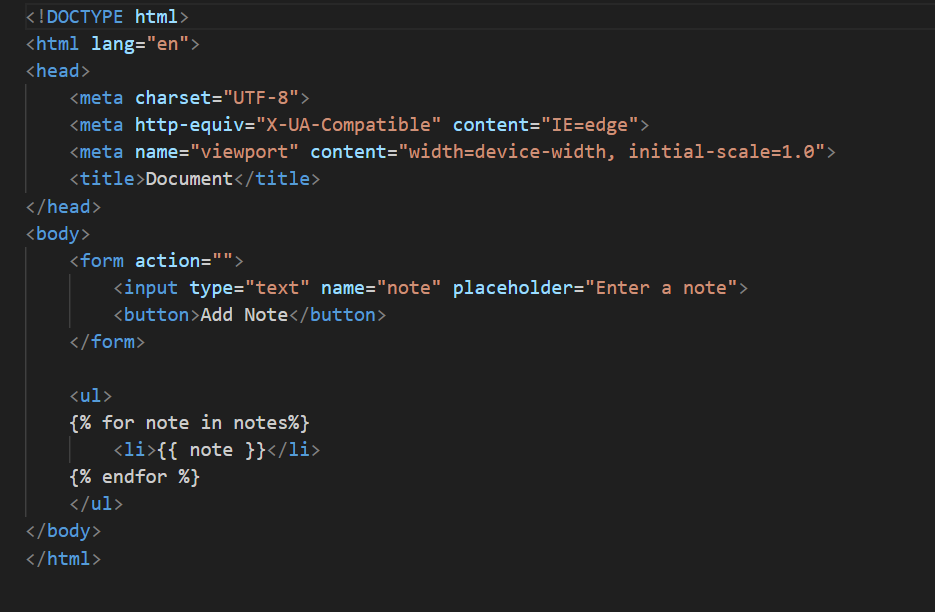 <!DOCTYPE html>
<html lang="en">
<head>
    <meta charset="UTF-8">
    <meta http-equiv="X-UA-Compatible" content="IE=edge">
    <meta name="viewport" content="width=device-width, initial-scale=1.0">
    <title>Document</title>
</head>
<body>
    <form action="">
        <input type="text" name="note" placeholder="Enter a note">
        <button>Add Note</button>
    </form>

    <ul>
    {% for note in notes%}
        <li>{{ note }}</li>
    {% endfor %}
    </ul>
</body>
</html>